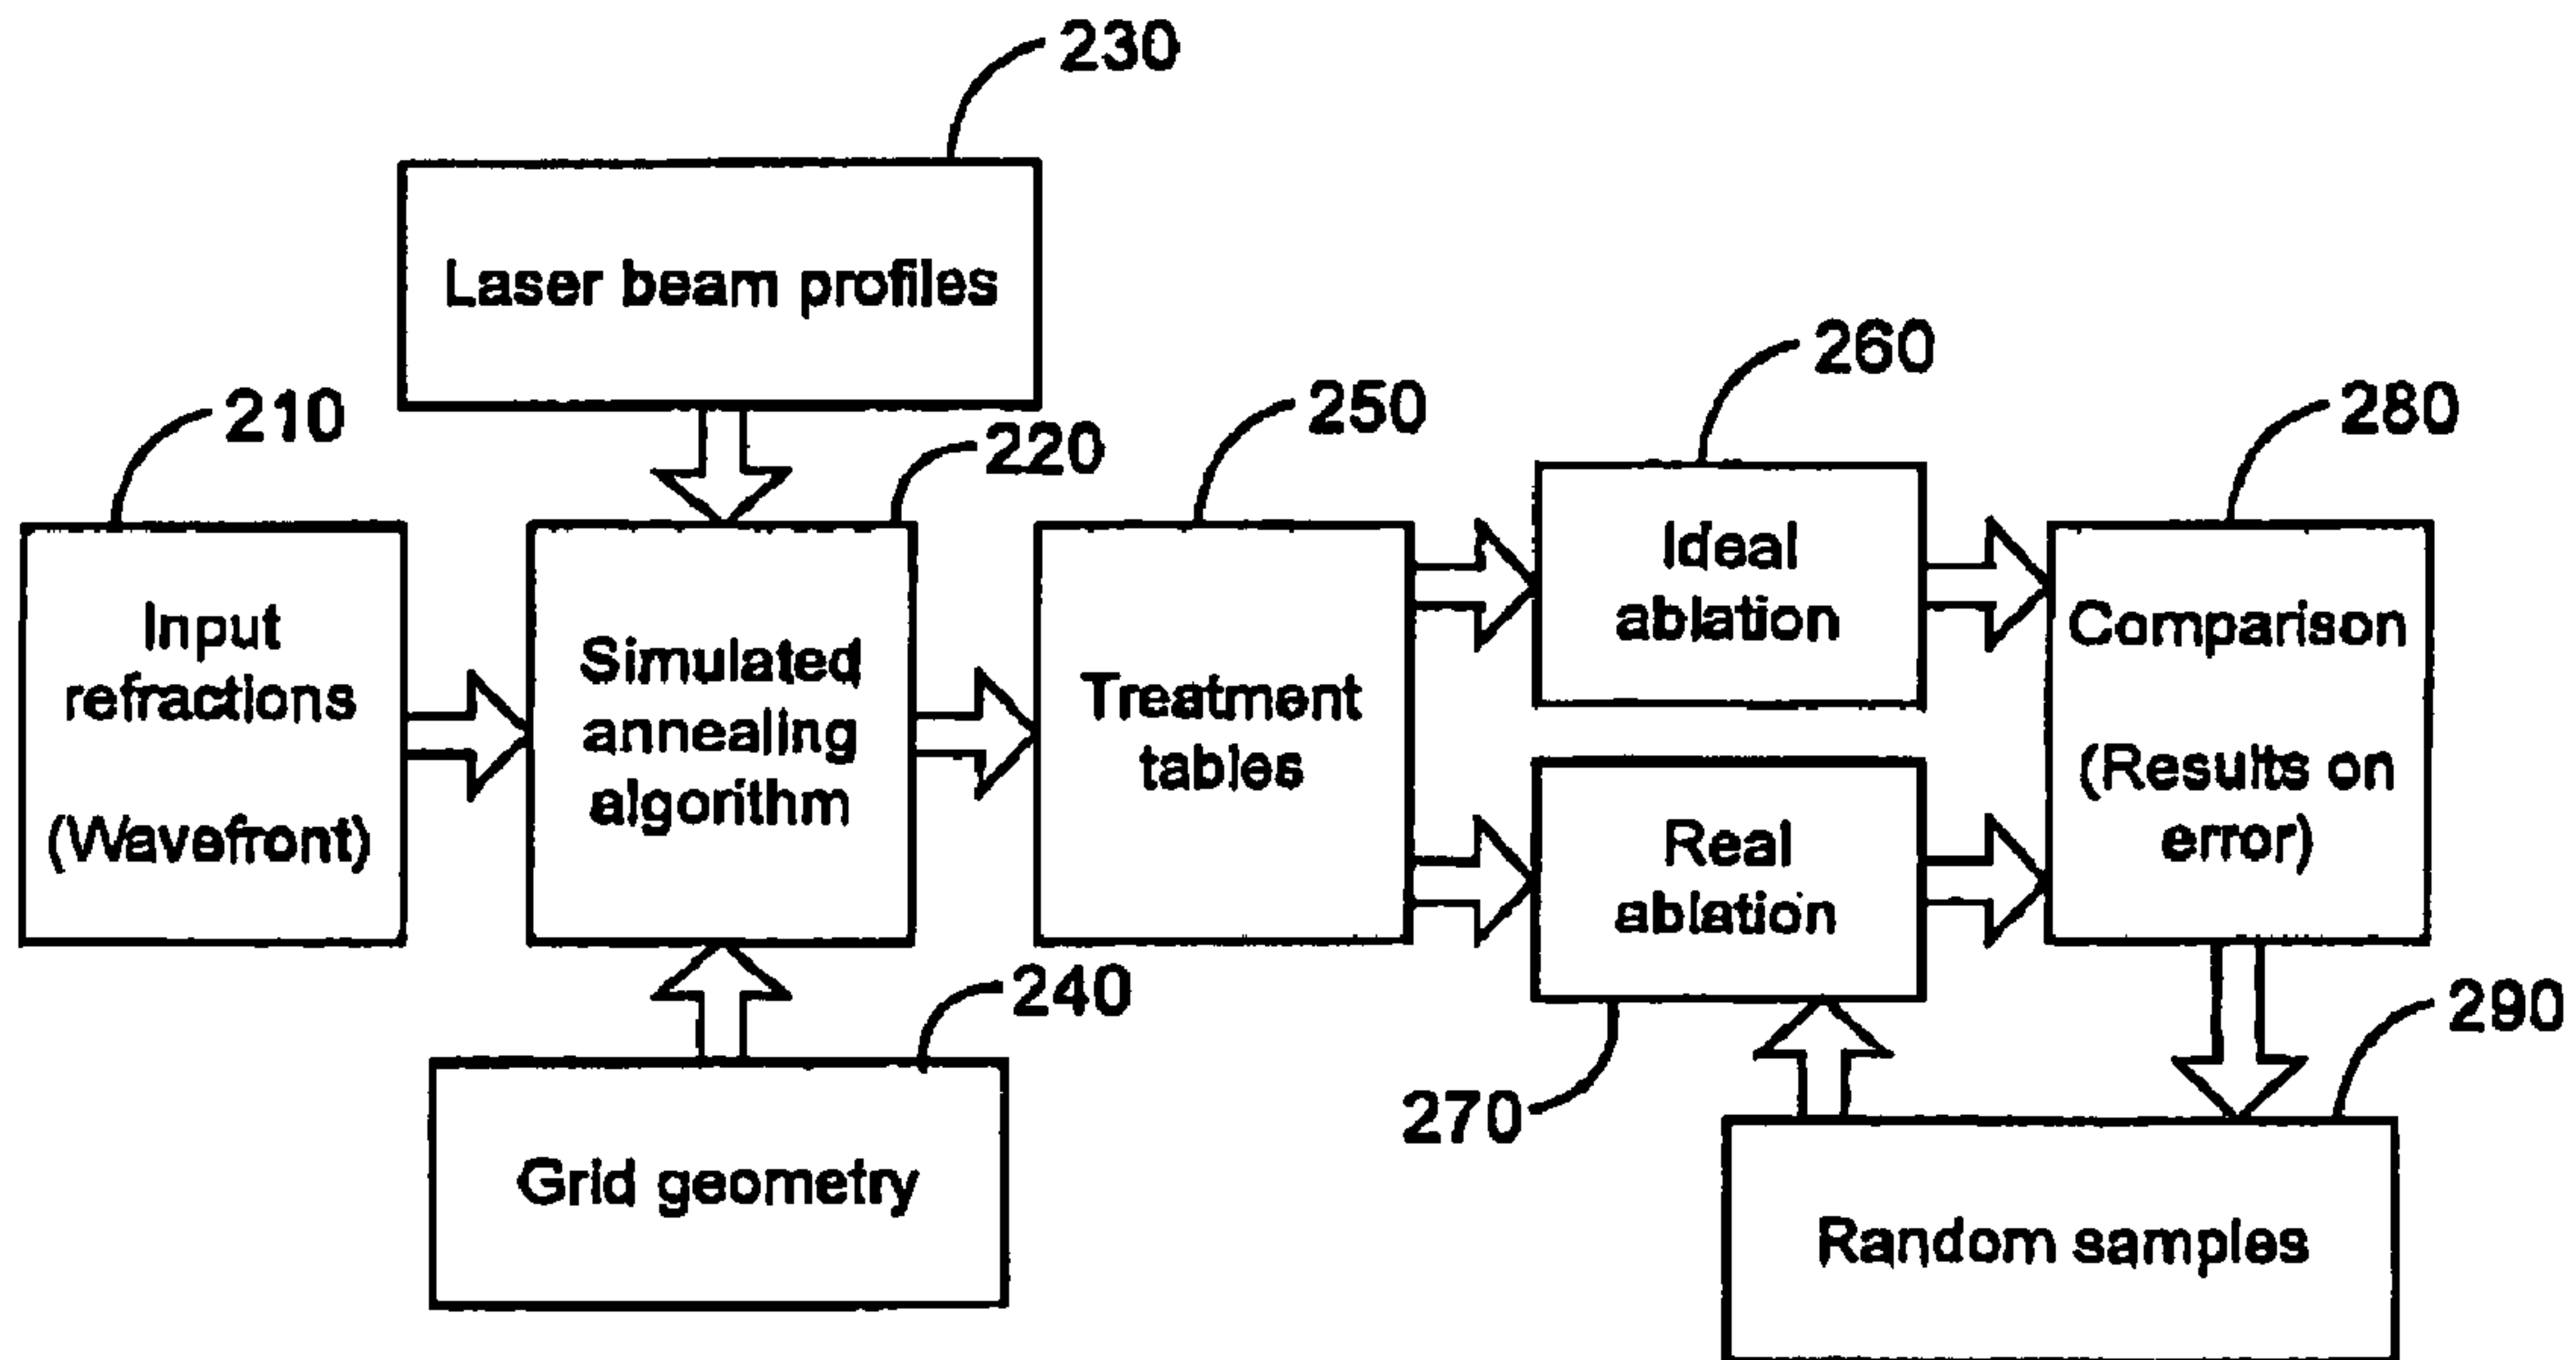 230
Laser beam profiles
210
220
250
260
280
Input
refractions
(Wavefront)
Simulated
annealing
algorithm
Treatment
tables
Ideal
ablation
Real
ablation
Comparison
(Results on
error)
240
270
290
Grid geometry
Random samples